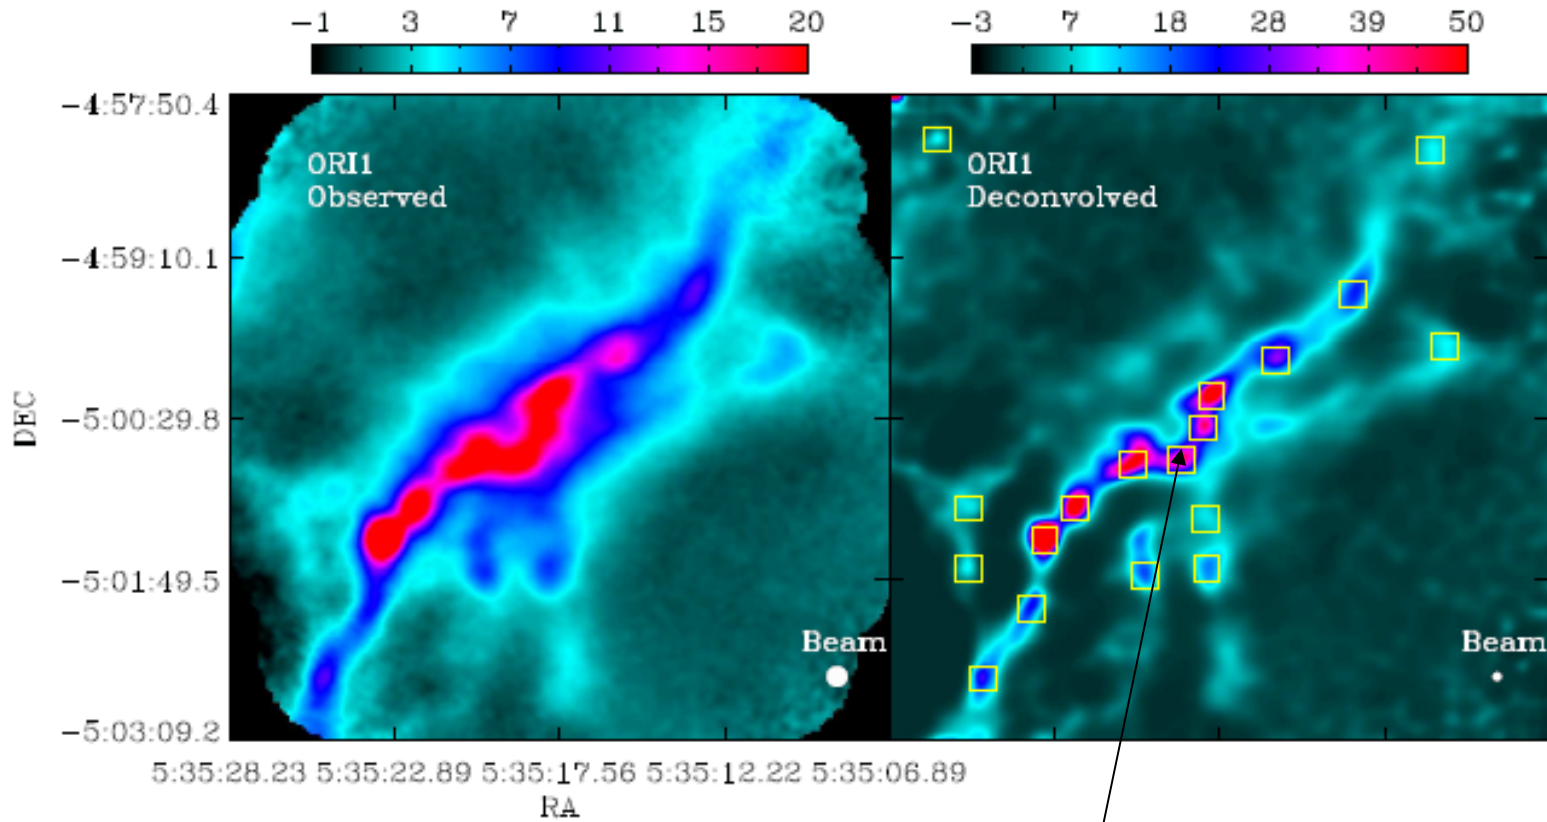 −1 3 7 11 15 20
−3 7 18 28 39 50
−4:57:50.4
−4:59:10.1
−5:00:29.8
−5:01:49.5
−5:03:09.2
DEC
ORI1
Observed
Beam
ORI1
Deconvolved
Beam
5:35:28.23 5:35:22.89 5:35:17.56 5:35:12.22 5:35:06.89
RA